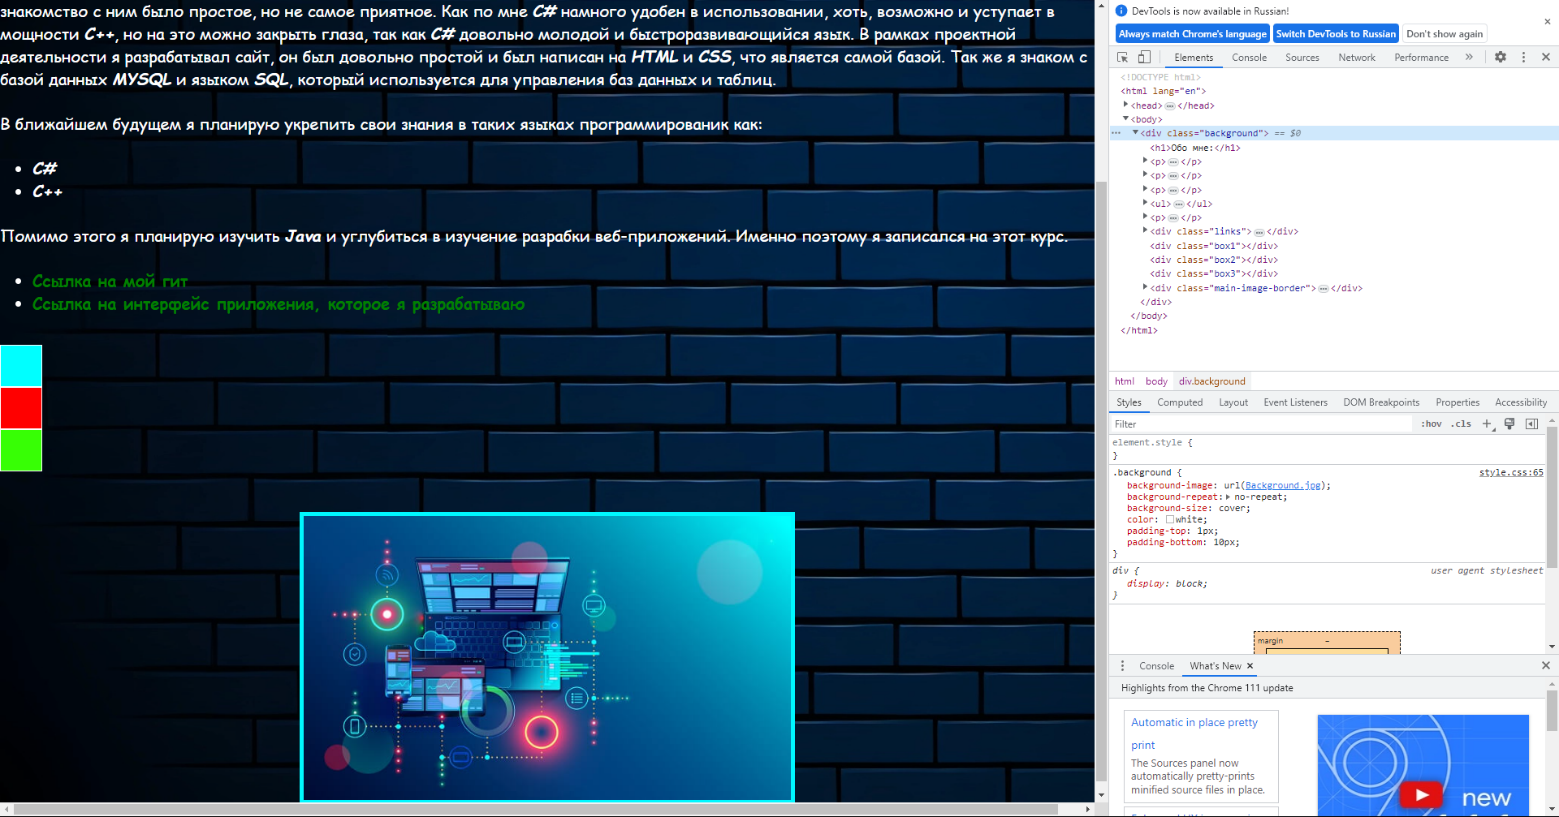 знакомство с ним было простое, но не самое приятное. Как по мне C# намного удобен в использовании, хоть, возможно и уступает в
мощности C++, но на это можно закрыть глаза, так как C# довольно молодой и быстроразвивающийся язык. В рамках проектной
деятельности я разрабатывал сайт, он был довольно простой и был написан на HTML и CSS, что является самой базой. Так же я знаком с
базой данных MYSQL и языком SQL, который используется для управления баз данных и таблиц.
В ближайшем будущем я планирую укрепить свои знания в таких языках программированик как:
C#
C++
Помимо этого я планирую изучить Java и углубиться в изучение разрабки веб-приложений. Именно поэтому я записался на этот курс.
Ссылка на мой гит
Ссылка на интерфейс приложения, которое я разрабатываю
DevTools is now available in Russian!
Always match Chrome's language Switch DevTools to Russian Don't show again
Elements Console Sources Network Performance
<!DOCTYPE html>
<html lang="en">
<head> </head>
<body>
<div class="background"> == $0
<h1>Обо мне:</h1>
<p> </p>
<p> </p>
<p> </p>
<ul> </ul>
<p> </p>
<div class="links"> </div>
<div class="box1"></div>
<div class="box2"></div>
<div class="box3"></div>
<div class="main-image-border"> </div>
</div>
</body>
</html>
html body div.background
Styles Computed Layout Event Listeners DOM Breakpoints Properties Accessibility
Filter :hov .cls
element.style {
}
.background { style.css:65
background-image: url(Background.jpg);
background-repeat: no-repeat;
background-size: cover;
color: white;
padding-top: 1px;
padding-bottom: 10px;
}
div { user agent stylesheet
display: block;
}
margin -
Console What's New
Highlights from the Chrome 111 update
Automatic in place pretty
print
The Sources panel now
automatically pretty-prints
minified source files in place.
new